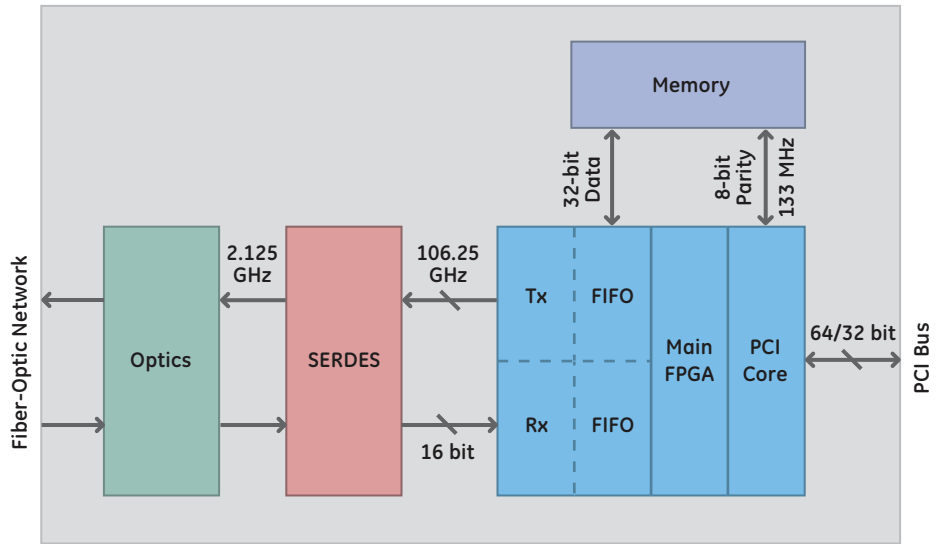 Memory
32-bit
Data
8-bit
Parity
133 MHz
Fiber-Optic Network
2.125
GHz
106.25
GHz
Tx
FIFO
Optics
SERDES
Main
FPGA
PCI
Core
64/32 bit
PCI Bus
Rx
FIFO
16 bit